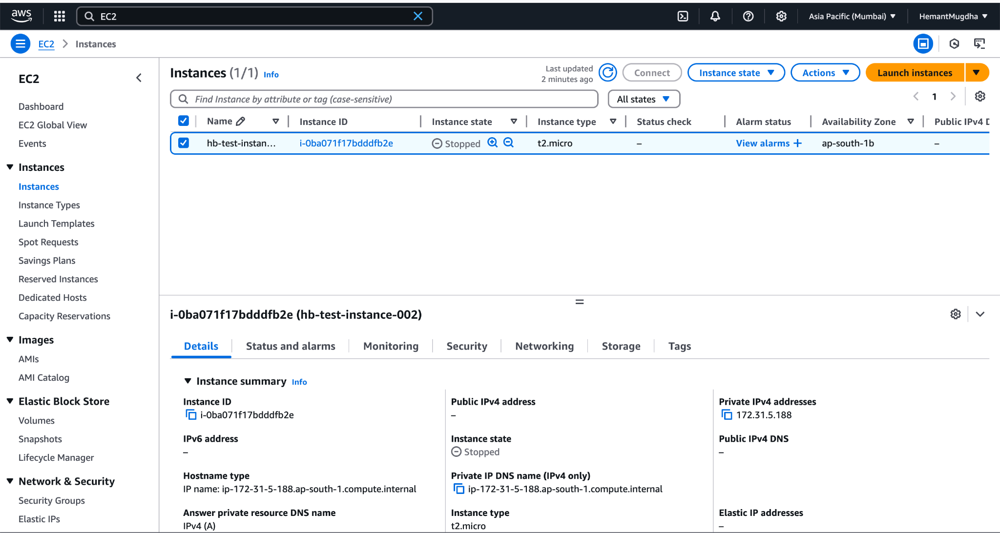 aws
EC2
Asia Pacific (Mumbai)
HemantMugdha
EC2
Instances
EC2
Dashboard
EC2 Global View
Events
Instances
Instances
Instance Types
Launch Templates
Spot Requests
Savings Plans
Reserved Instances
Dedicated Hosts
Capacity Reservations
Images
AMIs
AMI Catalog
Elastic Block Store
Volumes
Snapshots
Lifecycle Manager
Network & Security
Security Groups
Elastic IPs
Instances (1/1) Info
Last updated
2 minutes ago
Connect
Instance state
Actions
Launch instances
Find Instance by attribute or tag (case-sensitive)
All states
1
Name Instance ID Instance state Instance type Status check Alarm status Availability Zone Public IPv4 D
hb-test-instan… i-0ba071f17bdddfb2e Stopped t2.micro – View alarms + ap-south-1b –
i-0ba071f17bdddfb2e (hb-test-instance-002)
Details
Status and alarms
Monitoring
Security
Networking
Storage
Tags
Instance summary Info
Instance ID
i-0ba071f17bdddfb2e
Public IPv4 address
–
Private IPv4 addresses
172.31.5.188
IPv6 address
–
Instance state
Stopped
Public IPv4 DNS
–
Hostname type
IP name: ip-172-31-5-188.ap-south-1.compute.internal
Private IP DNS name (IPv4 only)
ip-172-31-5-188.ap-south-1.compute.internal
Answer private resource DNS name
IPv4 (A)
Instance type
t2.micro
Elastic IP addresses
–